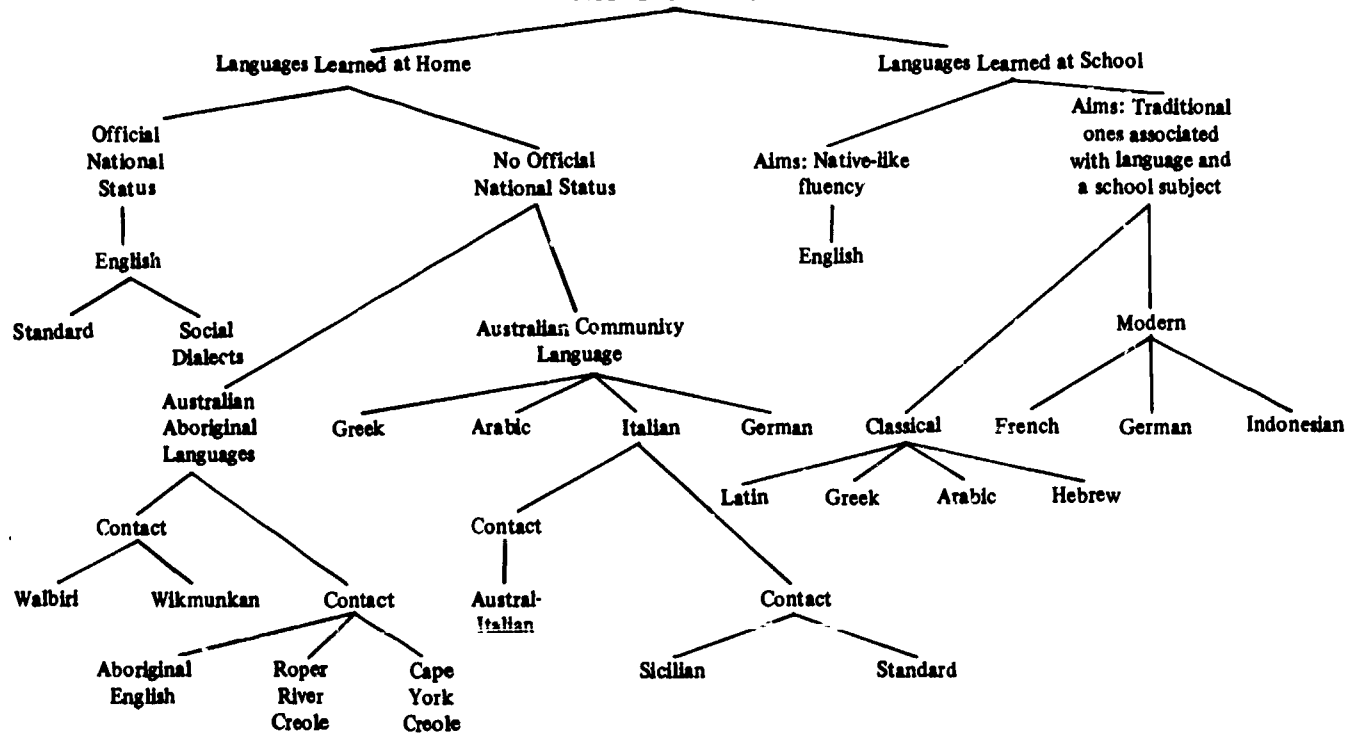 Languages Learned at Home
Languages Learned at School
Official
National
Status
No Official
National Status
Aims: Native-like
fluency
Aims: Traditional
ones associated
with language and
a school subject
English
English
Standard
Social
Dialects
Australian Community
Language
Modern
Australian
Aboriginal
Languages
Greek
Arabic
Italian
German
Classical
French
German
Indonesian
Latin
Greek
Arabic
Hebrew
Contact
Contact
Walbiri
Wikmunkan
Contact
Austral-
Italian
Contact
Aboriginal
English
Roper
River
Creole
Cape
York
Creole
Sicilian
Standard